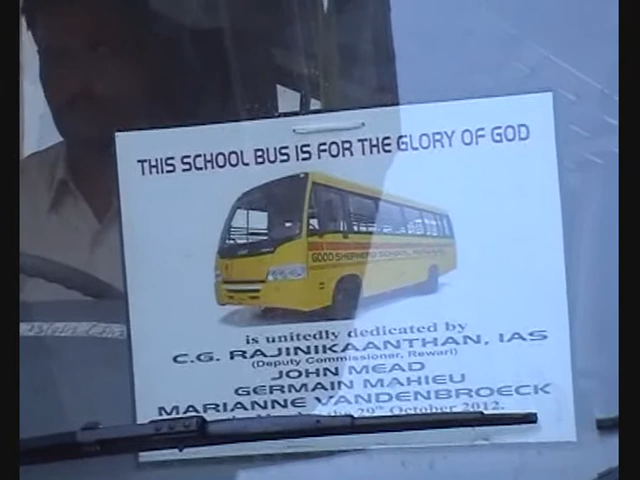 THIS SCHOOL BUS IS FOR THE GLORY OF GOD
GOOD SHEPHERD SCHOOL,
is unitedly dedicated by
C.G. RAJINIKAANTHAN, IAS
(Deputy Commissioner, Rewari)
JOHN MEAD
GERMAIN MAHIEU
MARIANNE VANDENBROECK
the 29th October 2012.